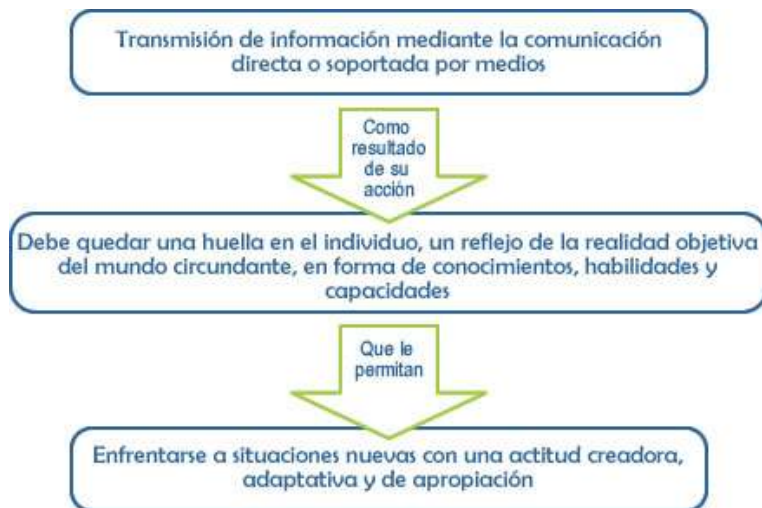 Transmisión de información mediante la comunicación
directa o soportada por medios
Como
resultado
de su
acción
Debe quedar una huella en el individuo, un reflejo de la realidad objetiva
del mundo circundante, en forma de conocimientos, habilidades y
capacidades
Que le
permitan
Enfrentarse a situaciones nuevas con una actitud creadora,
adaptativa y de apropiación